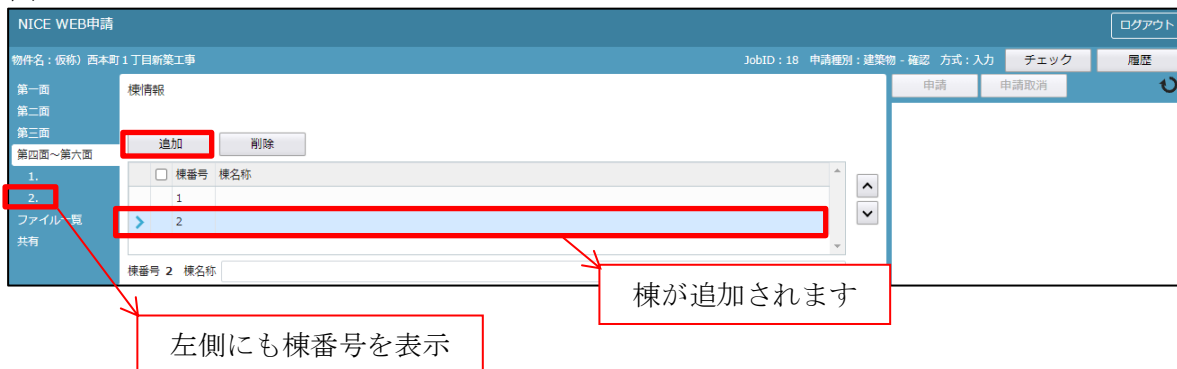 NICE WEB申請
ログアウト
物件名：仮称）西本町１丁目新築工事
JobID：18 申請種別：建築物 - 確認 方式：入力
チェック
履歴
第一面
第二面
第三面
第四面～第六面
1.
2.
ファイル一覧
共有
棟情報
追加
削除
棟番号 棟名称
1
2
棟番号 2 棟名称
申請
申請取消
棟が追加されます
左側にも棟番号を表示